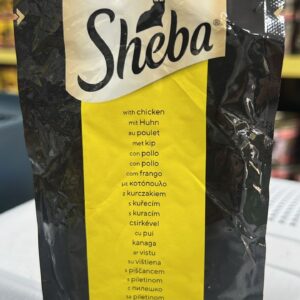 Sheba®
with chicken
mit Huhn
au poulet
met kip
con pollo
con pollo
com frango
με κοτόπουλο
z kurczakiem
s kuřecím
s kuracím
csirkével
cu pui
kanaga
ar vistu
su vištiena
s piščancem
s piletinom
с пилешко
sa piletinom